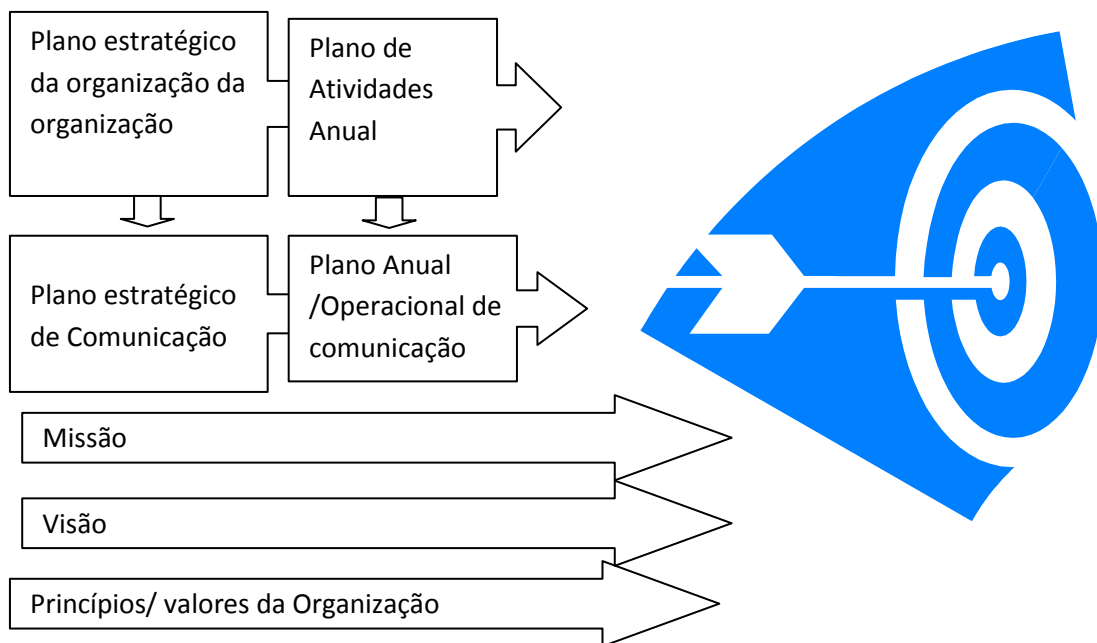 Plano estratégico
da organização da
organização
Plano de
Atividades
Anual
Plano estratégico
de Comunicação
Plano Anual
/Operacional de
comunicação
Missão
Visão
Princípios/ valores da Organização